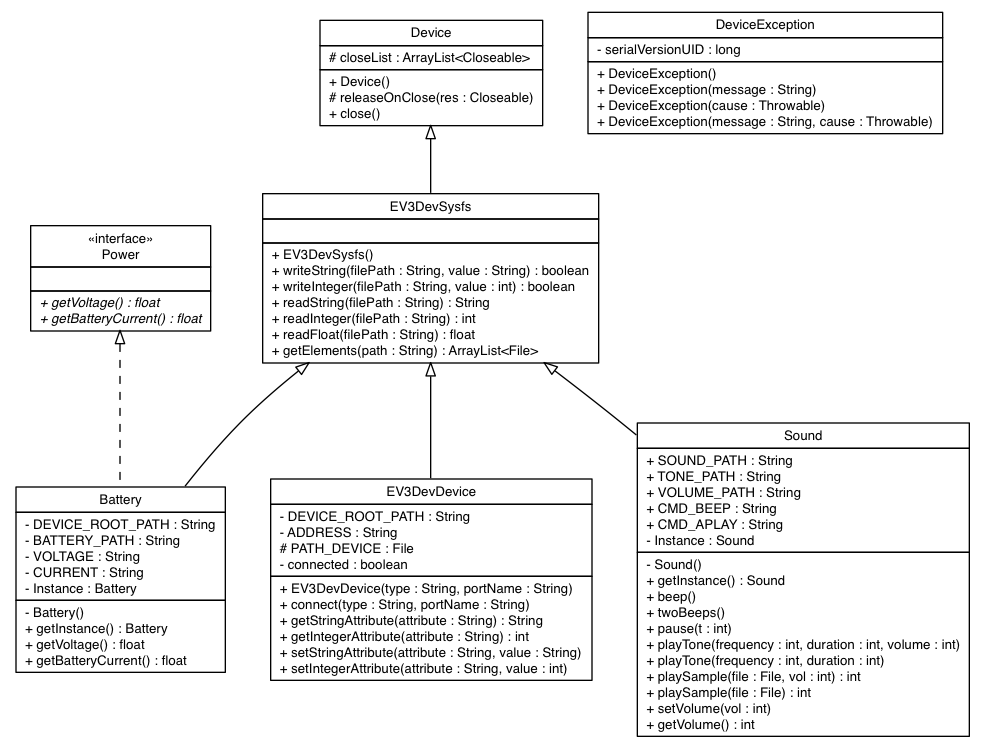 Device
# closeList : ArrayList<Closeable>
+ Device()
# releaseOnClose(res : Closeable)
+ close()
DeviceException
- serialVersionUID : long
+ DeviceException()
+ DeviceException(message : String)
+ DeviceException(cause : Throwable)
+ DeviceException(message : String, cause : Throwable)
«interface»
Power
+ getVoltage() : float
+ getBatteryCurrent() : float
EV3DevSysfs
+ EV3DevSysfs()
+ writeString(filePath : String, value : String) : boolean
+ writeInteger(filePath : String, value : int) : boolean
+ readString(filePath : String) : String
+ readInteger(filePath : String) : int
+ readFloat(filePath : String) : float
+ getElements(path : String) : ArrayList<File>
Battery
- DEVICE_ROOT_PATH : String
- BATTERY_PATH : String
- VOLTAGE : String
- CURRENT : String
- Instance : Battery
- Battery()
+ getInstance() : Battery
+ getVoltage() : float
+ getBatteryCurrent() : float
EV3DevDevice
- DEVICE_ROOT_PATH : String
- ADDRESS : String
# PATH_DEVICE : File
- connected : boolean
+ EV3DevDevice(type : String, portName : String)
+ connect(type : String, portName : String)
+ getStringAttribute(attribute : String) : String
+ getIntegerAttribute(attribute : String) : int
+ setStringAttribute(attribute : String, value : String)
+ setIntegerAttribute(attribute : String, value : int)
Sound
+ SOUND_PATH : String
+ TONE_PATH : String
+ VOLUME_PATH : String
+ CMD_BEEP : String
+ CMD_APLAY : String
- Instance : Sound
- Sound()
+ getInstance() : Sound
+ beep()
+ twoBeeps()
+ pause(t : int)
+ playTone(frequency : int, duration : int, volume : int)
+ playTone(frequency : int, duration : int)
+ playSample(file : File, vol : int) : int
+ playSample(file : File) : int
+ setVolume(vol : int)
+ getVolume() : int